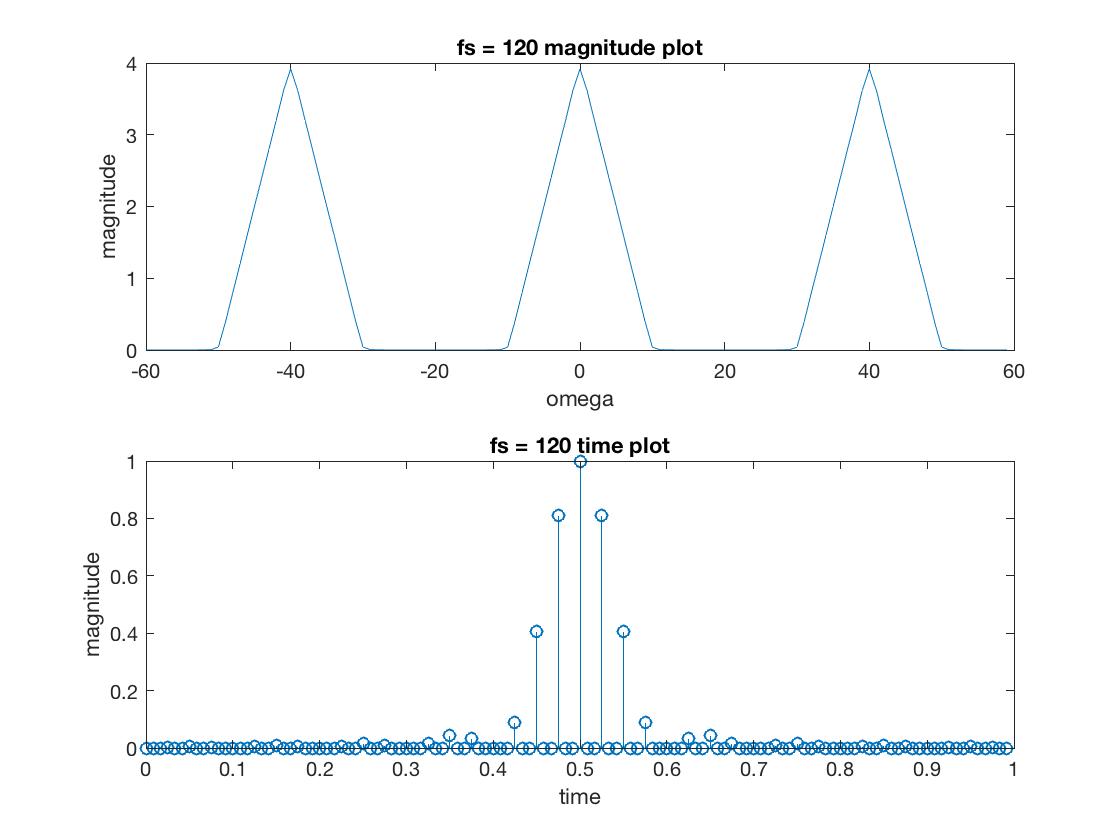 fs = 120 magnitude plot
4
3
2
1
0
magnitude
-60 -40 -20 0 20 40 60
omega
fs = 120 time plot
1
0.8
0.6
0.4
0.2
0
magnitude
0 0.1 0.2 0.3 0.4 0.5 0.6 0.7 0.8 0.9 1
time